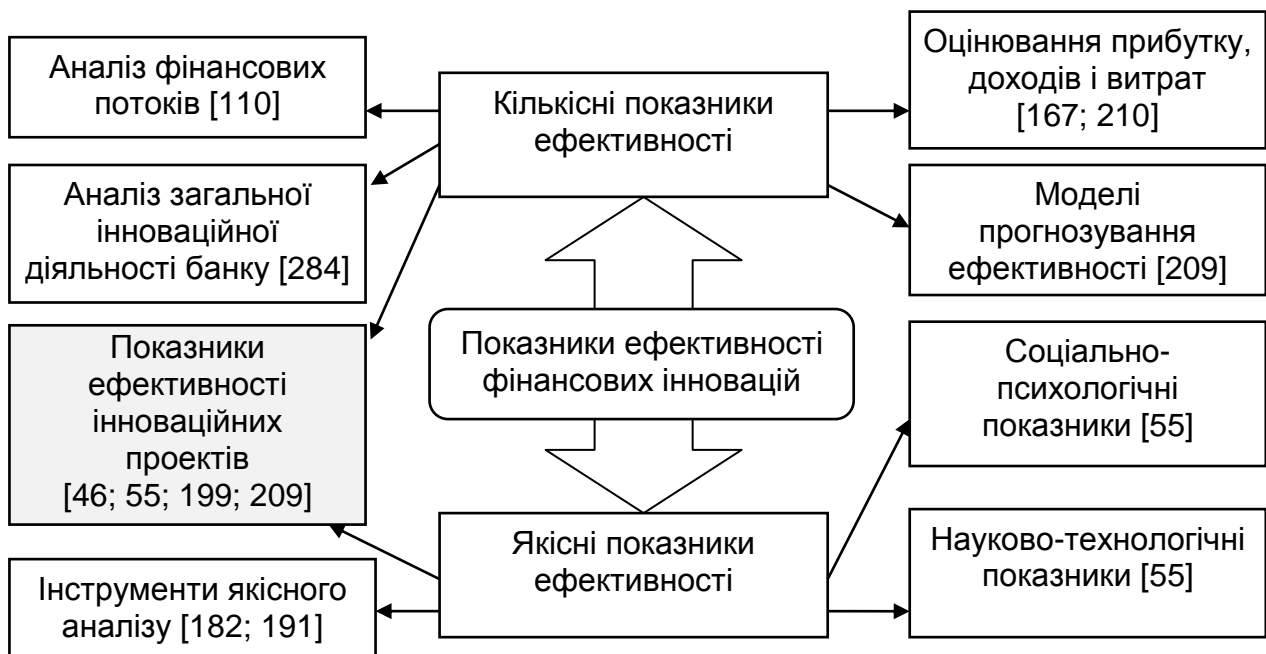 Аналіз фінансових
потоків [110]
Кількісні показники
ефективності
Оцінювання прибутку,
доходів і витрат
[167; 210]
Аналіз загальної
інноваційної
діяльності банку [284]
Моделі
прогнозування
ефективності [209]
Показники
ефективності
інноваційних
проектів
[46; 55; 199; 209]
Показники ефективності
фінансових інновацій
Соціально-
психологічні
показники [55]
Інструменти якісного
аналізу [182; 191]
Якісні показники
ефективності
Науково-технологічні
показники [55]